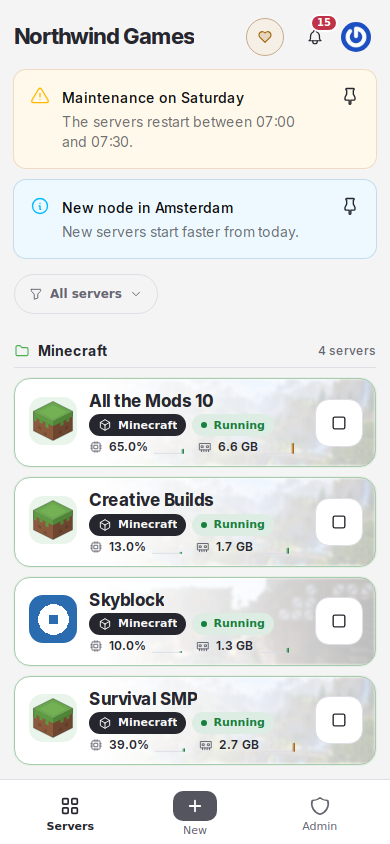 Northwind Games
15
Maintenance on Saturday
The servers restart between 07:00
and 07:30.
New node in Amsterdam
New servers start faster from today.
All servers
Minecraft
4 servers
All the Mods 10
Minecraft
Running
65.0%
6.6 GB
Creative Builds
Minecraft
Running
13.0%
1.7 GB
Skyblock
Minecraft
Running
10.0%
1.3 GB
Survival SMP
Minecraft
Running
39.0%
2.7 GB
Servers
New
Admin